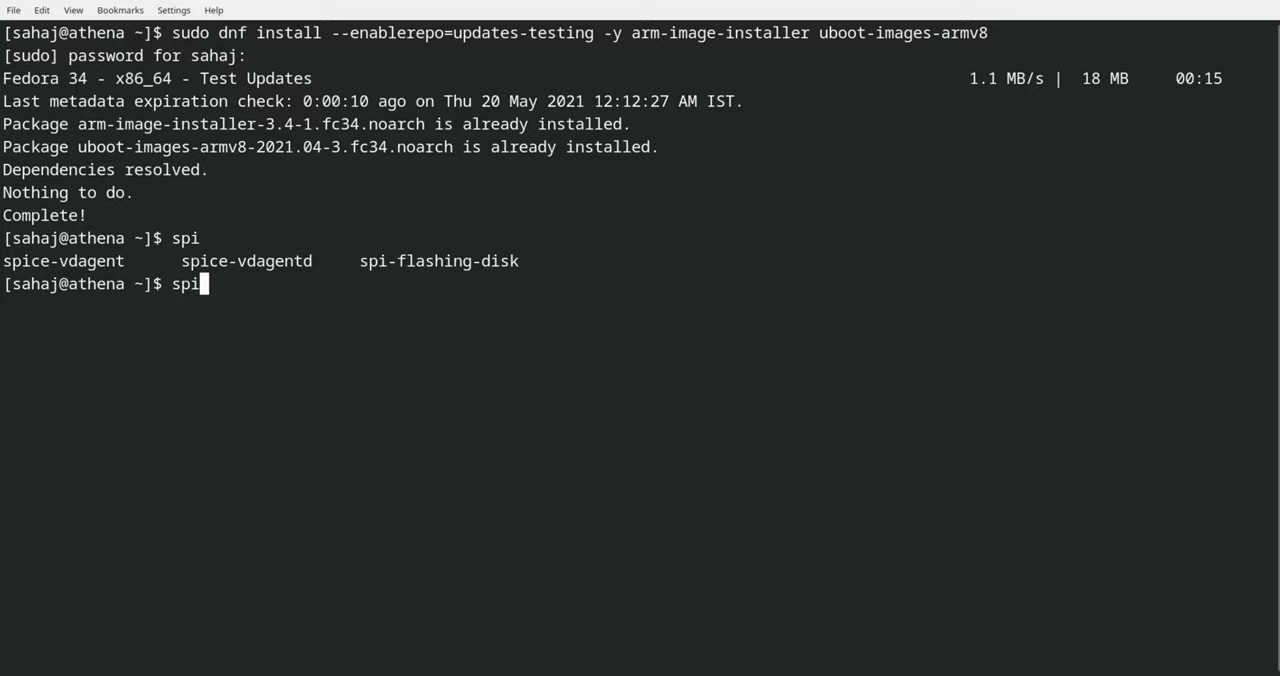 File Edit View Bookmarks Settings Help
[sahaj@athena ~]$ sudo dnf install --enablerepo=updates-testing -y arm-image-installer uboot-images-armv8
[sudo] password for sahaj:
Fedora 34 - x86_64 - Test Updates 1.1 MB/s | 18 MB 00:15
Last metadata expiration check: 0:00:10 ago on Thu 20 May 2021 12:12:27 AM IST.
Package arm-image-installer-3.4-1.fc34.noarch is already installed.
Package uboot-images-armv8-2021.04-3.fc34.noarch is already installed.
Dependencies resolved.
Nothing to do.
Complete!
[sahaj@athena ~]$ spi
spice-vdagent spice-vdagentd spi-flashing-disk
[sahaj@athena ~]$ spi